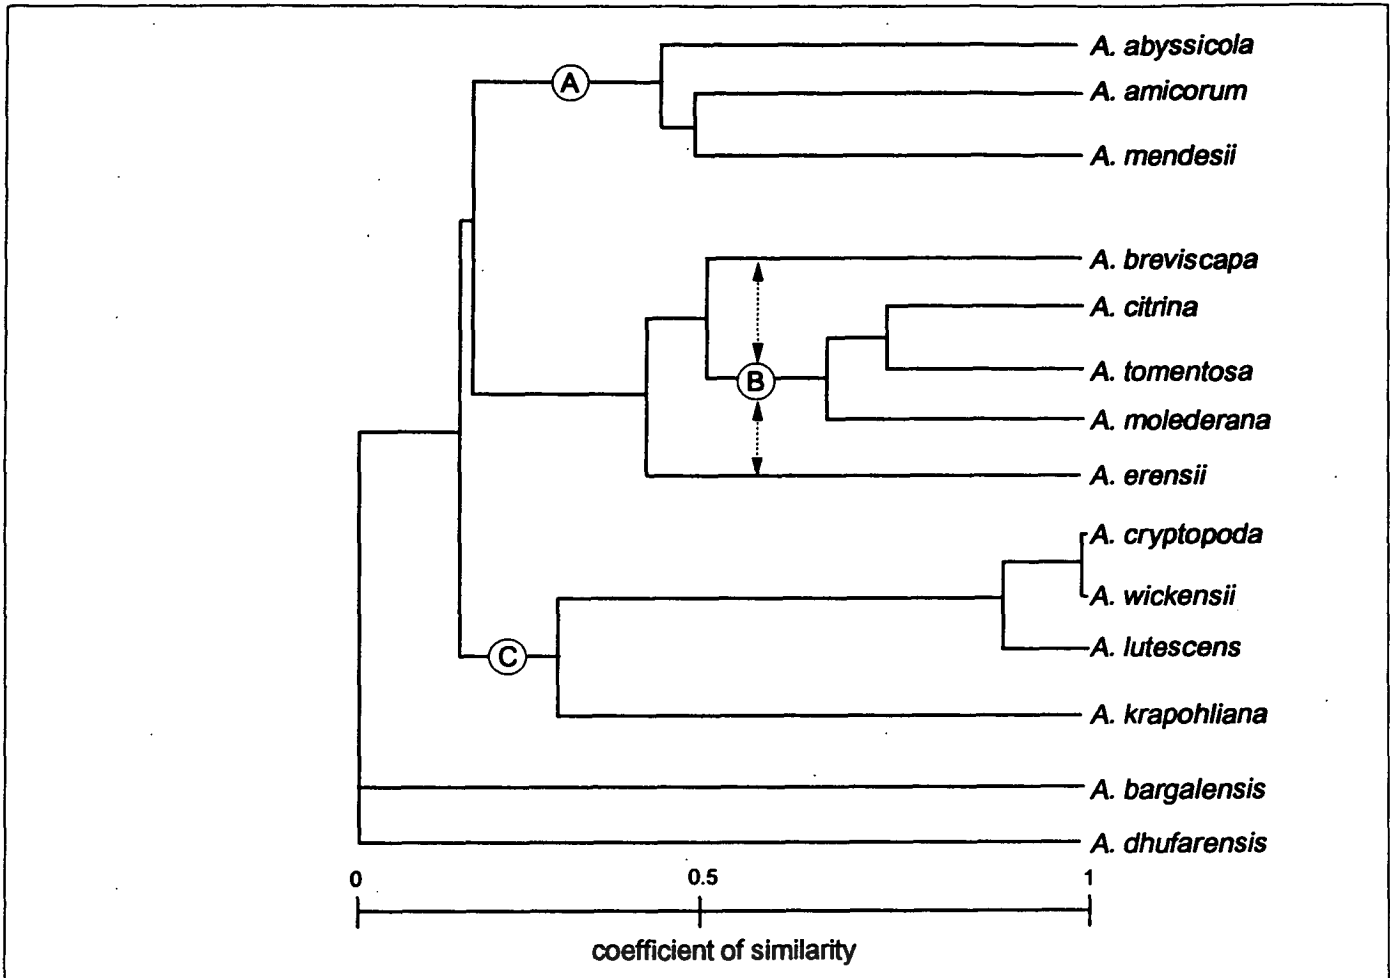 A. abyssicola
A
A. amicorum
A. mendesii
A. breviscapa
A. citrina
A. tomentosa
B
A. molederana
A. erensii
A. cryptopoda
A. wickensii
A. lutescens
C
A. krapohliana
A. bargalensis
A. dhufarensis
0 0.5 1
coefficient of similarity